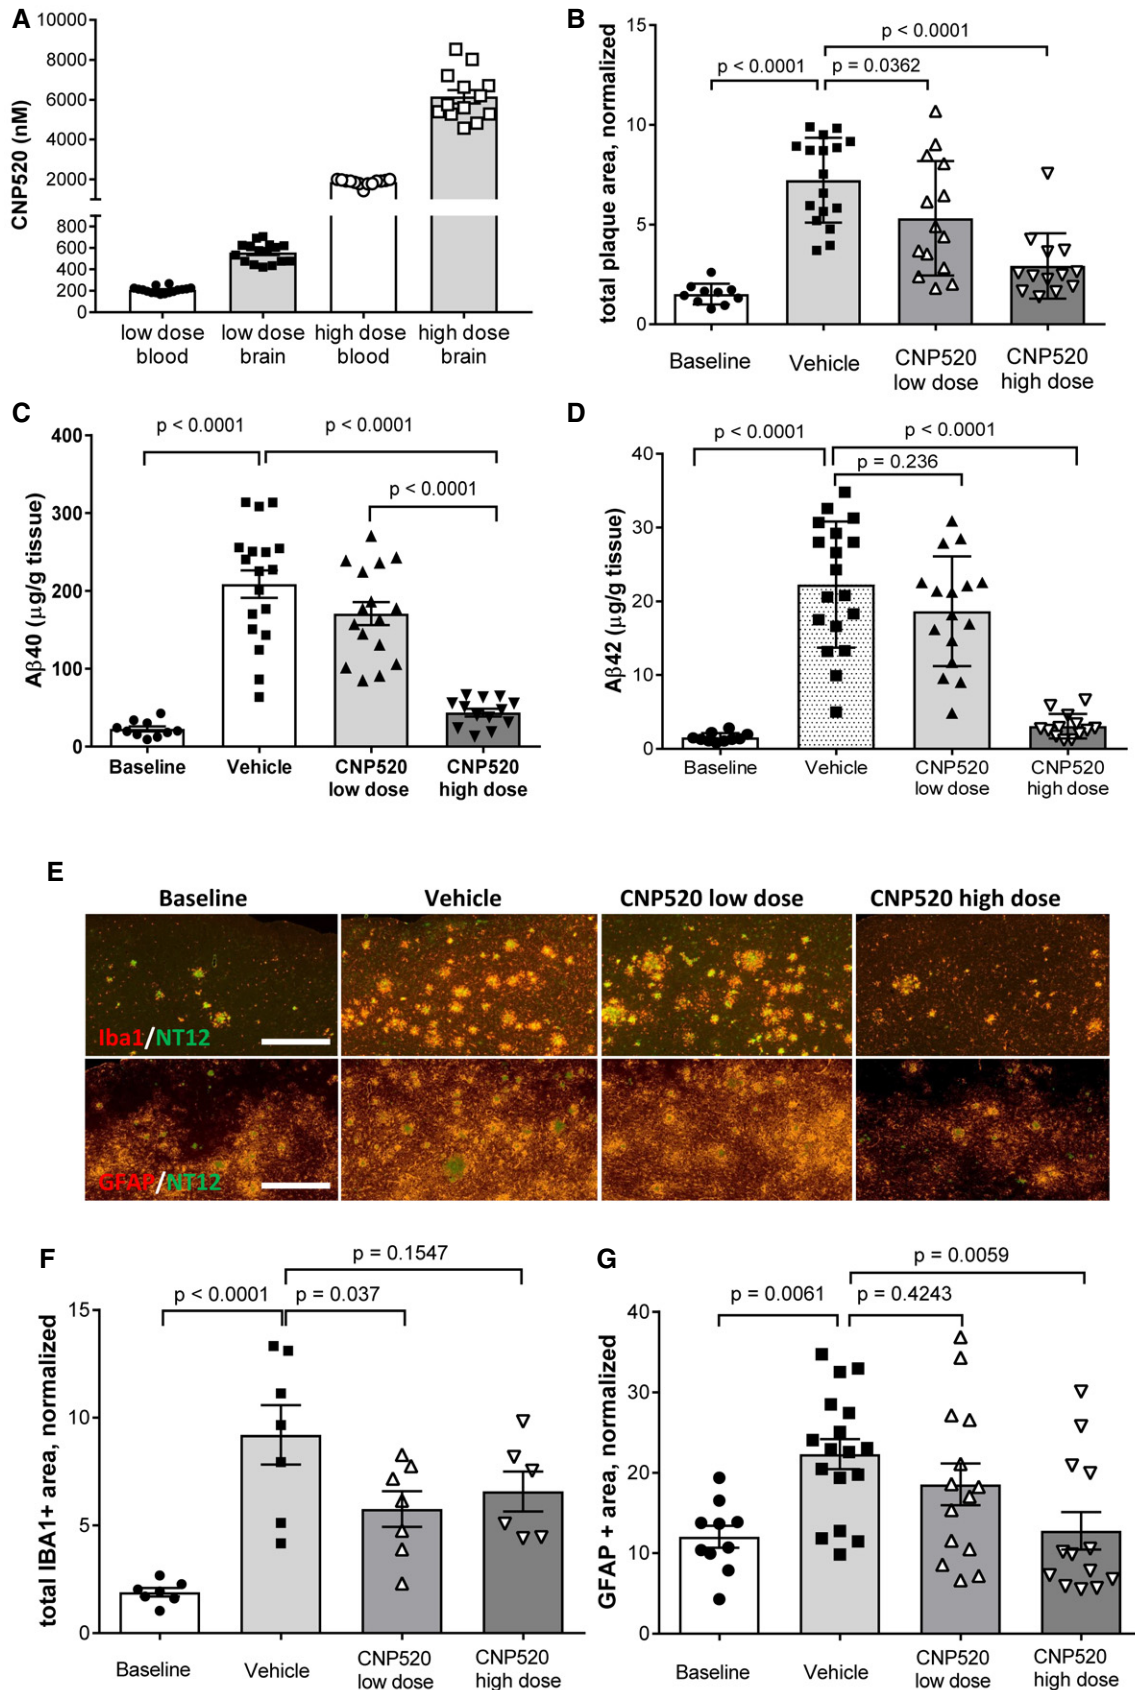 A
CNP520 (nM)
10000
8000
6000
4000
2000
800
600
400
200
0
low dose
blood
low dose
brain
high dose
blood
high dose
brain
B
total plaque area, normalized
15
10
5
0
p < 0.0001
p < 0.0001
p = 0.0362
Baseline
Vehicle
CNP520
low dose
CNP520
high dose
C
Aβ40 (μg/g tissue)
400
300
200
100
0
p < 0.0001
p < 0.0001
p < 0.0001
Baseline
Vehicle
CNP520
low dose
CNP520
high dose
D
Aβ42 (μg/g tissue)
40
30
20
10
0
p < 0.0001
p < 0.0001
p = 0.236
Baseline
Vehicle
CNP520
low dose
CNP520
high dose
E
Baseline
Vehicle
CNP520 low dose
CNP520 high dose
Iba1/NT12
GFAP/NT12
F
total IBA1+ area, normalized
15
10
5
0
p = 0.1547
p < 0.0001
p = 0.037
Baseline
Vehicle
CNP520
low dose
CNP520
high dose
G
GFAP + area, normalized
40
30
20
10
0
p = 0.0059
p = 0.0061
p = 0.4243
Baseline
Vehicle
CNP520
low dose
CNP520
high dose